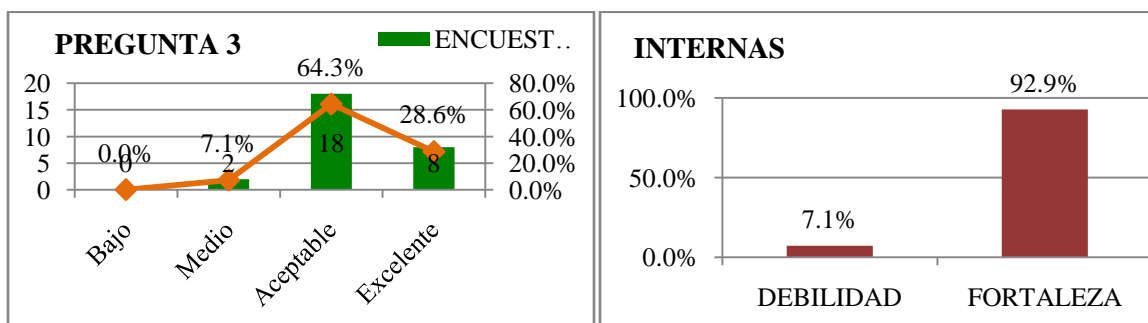 PREGUNTA 3
ENCUEST..
64.3%
20
80.0%
28.6%
15
60.0%
7.1%
18
0.0%
10
40.0%
5
0
2
8
20.0%
0
0.0%
Bajo
Medio
Aceptable
Excelente
INTERNAS
92.9%
100.0%
50.0%
7.1%
0.0%
DEBILIDAD
FORTALEZA